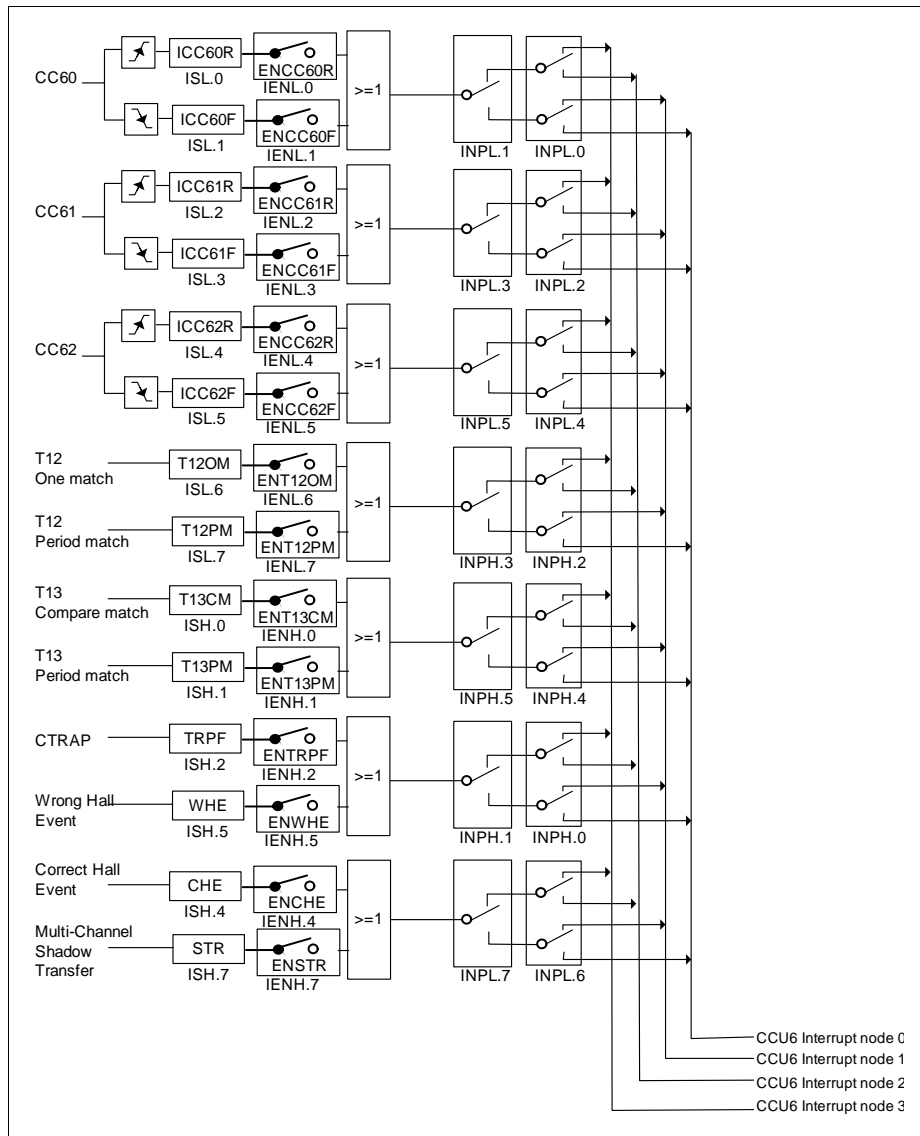 CC60
ICC60R
ISL.0
ENCC60R
IENL.0
ICC60F
ISL.1
ENCC60F
IENL.1
>=1
INPL.1
INPL.0
CC61
ICC61R
ISL.2
ENCC61R
IENL.2
ICC61F
ISL.3
ENCC61F
IENL.3
>=1
INPL.3
INPL.2
CC62
ICC62R
ISL.4
ENCC62R
IENL.4
ICC62F
ISL.5
ENCC62F
IENL.5
>=1
INPL.5
INPL.4
T12
One match
T12OM
ISL.6
ENT12OM
IENL.6
T12
Period match
T12PM
ISL.7
ENT12PM
IENL.7
>=1
INPH.3
INPH.2
T13
Compare match
T13CM
ISH.0
ENT13CM
IENH.0
T13
Period match
T13PM
ISH.1
ENT13PM
IENH.1
>=1
INPH.5
INPH.4
CTRAP
TRPF
ISH.2
ENTRPF
IENH.2
Wrong Hall
Event
WHE
ISH.5
ENWHE
IENH.5
>=1
INPH.1
INPH.0
Correct Hall
Event
CHE
ISH.4
ENCHE
IENH.4
Multi-Channel
Shadow
Transfer
STR
ISH.7
ENSTR
IENH.7
>=1
INPL.7
INPL.6
CCU6 Interrupt node 0
CCU6 Interrupt node 1
CCU6 Interrupt node 2
CCU6 Interrupt node 3